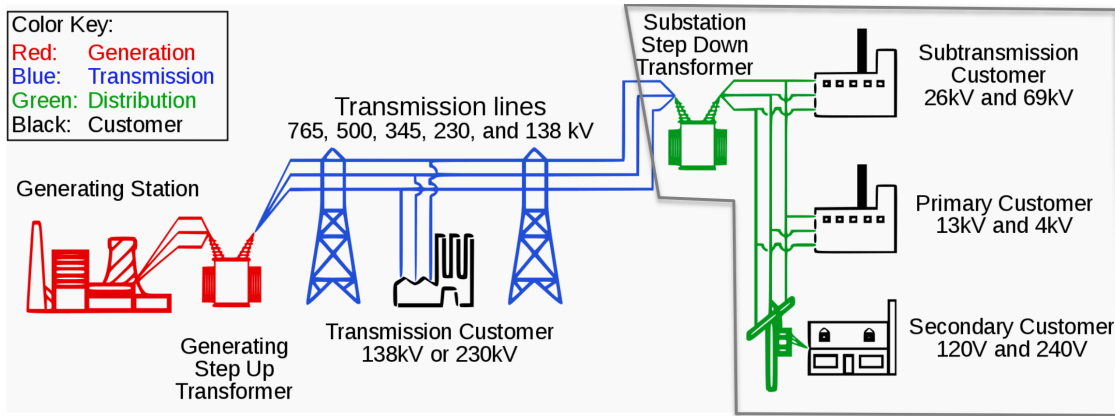 Color Key:
Red: Generation
Blue: Transmission
Green: Distribution
Black: Customer
Substation
Step Down
Transformer
Subtransmission
Customer
26kV and 69kV
Transmission lines
765, 500, 345, 230, and 138 kV
Generating Station
Primary Customer
13kV and 4kV
Transmission Customer
138kV or 230kV
Generating
Step Up
Transformer
Secondary Customer
120V and 240V